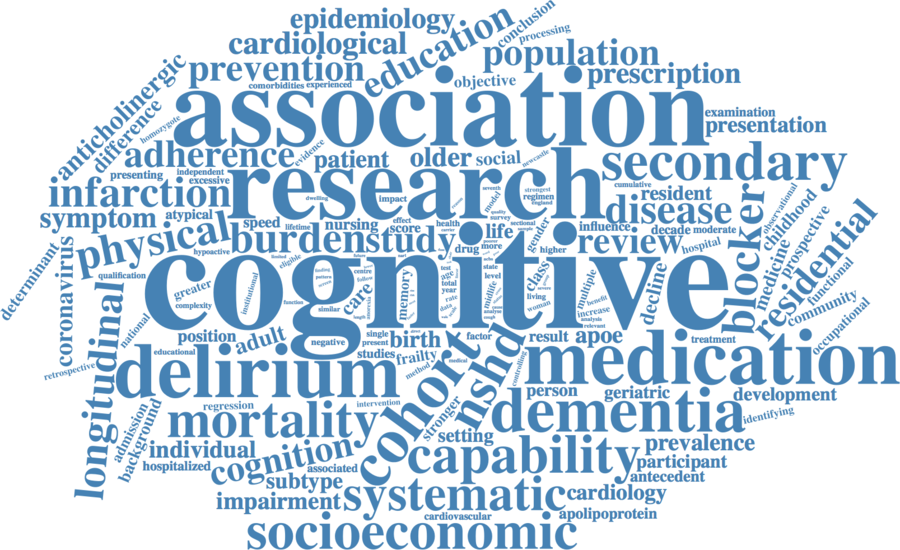 epidemiology
conclusion
processing
cardiological
education
population
prevention
objective
prescription
comorbidities
experienced
anticholinergic
association
difference
homozygote
examination
presentation
adherence
evidence
patient
older
social
newcastle
secondary
presenting
independent
excessive
infarction
research
dwelling
impact
model
seventh
strongest
regimen
england
cumulative
resident
symptom
atypical
speed
lifetime
nursing
effect
score
health
quality
survey
life
gender
influence
disease
decade
moderate
observational
childhood
physical
hypoactive
burden
study
drug
more
higher
review
hospital
blocker
medicine
prospective
residential
determinant
coronavirus
qualification
greater
complexity
institutional
eligible
cognitive
finding
pattern
centre
follow
care
similar
function
memory
test
age
total
year
data
rate
state
level
midlife
class
severe
living
woman
multiple
benefit
increase
analysis
relevant
decline
functional
community
occupational
longitudinal
national
position
adult
negative
single
present
birth
factor
result
apoe
treatment
educational
retrospective
delirium
studies
frailty
method
medical
cohort
nshd
controlling
medication
person
geriatric
development
admission
background
regression
intervention
mortality
stronger
setting
dementia
identifying
individual
hospitalized
cognition
associated
capability
prevalence
participant
antecedent
subtype
impairment
systematic
cardiology
cardiovascular
apolipoprotein
socioeconomic